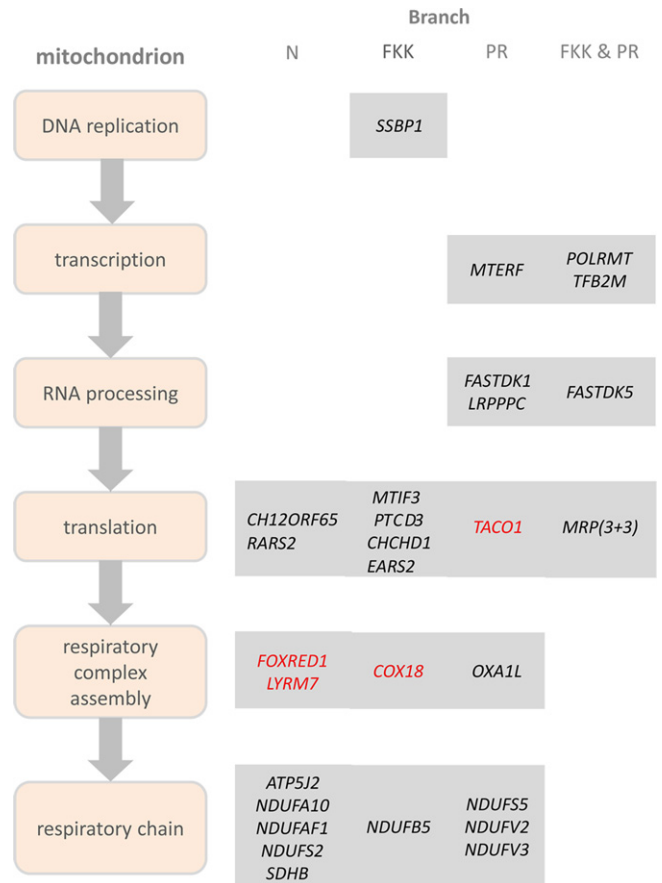 Branch
mitochondrion N FKK PR FKK & PR
DNA replication SSBP1
transcription MTERF POLRMT
TFB2M
RNA processing FASTDK1
LRPPPC FASTDK5
translation CH12ORF65
RARS2 MTIF3
PTCD3
CHCHD1
EARS2 TACO1 MRP(3+3)
respiratory
complex
assembly FOXRED1
LYRM7 COX18 OXA1L
respiratory chain ATP5J2
NDUFA10
NDUFAF1
NDUFS2
SDHB NDUFB5 NDUFS5
NDUFV2
NDUFV3